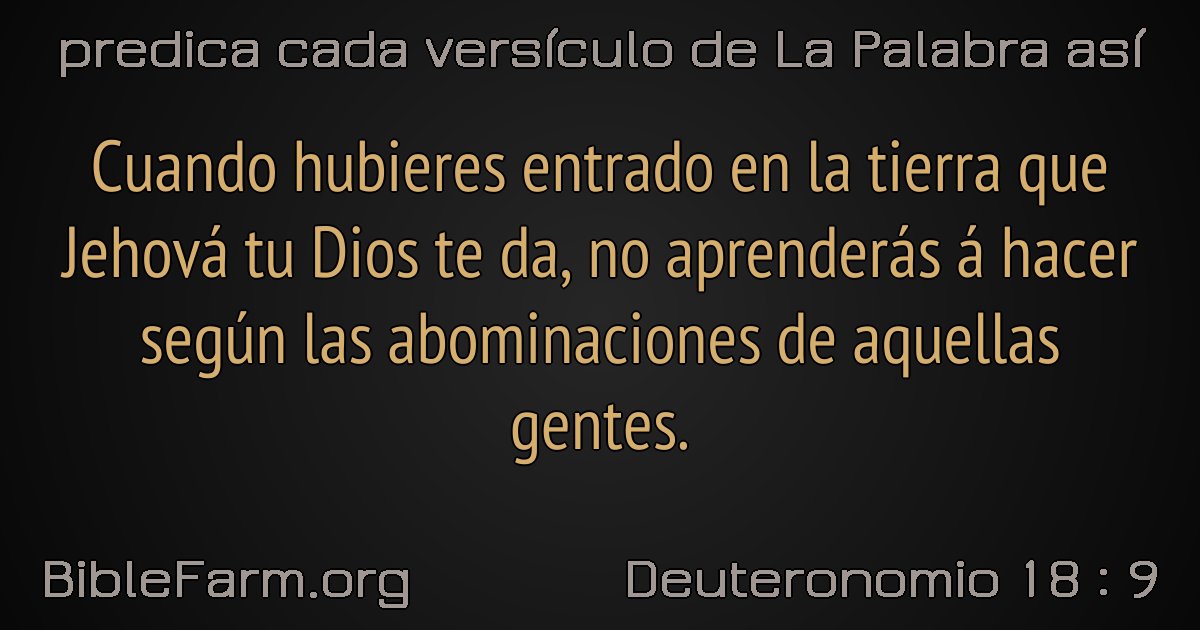 predica cada versículo de La Palabra así
Cuando hubieres entrado en la tierra que
Jehová tu Dios te da, no aprenderás á hacer
según las abominaciones de aquellas
gentes.
BibleFarm.org
Deuteronomio 18 : 9